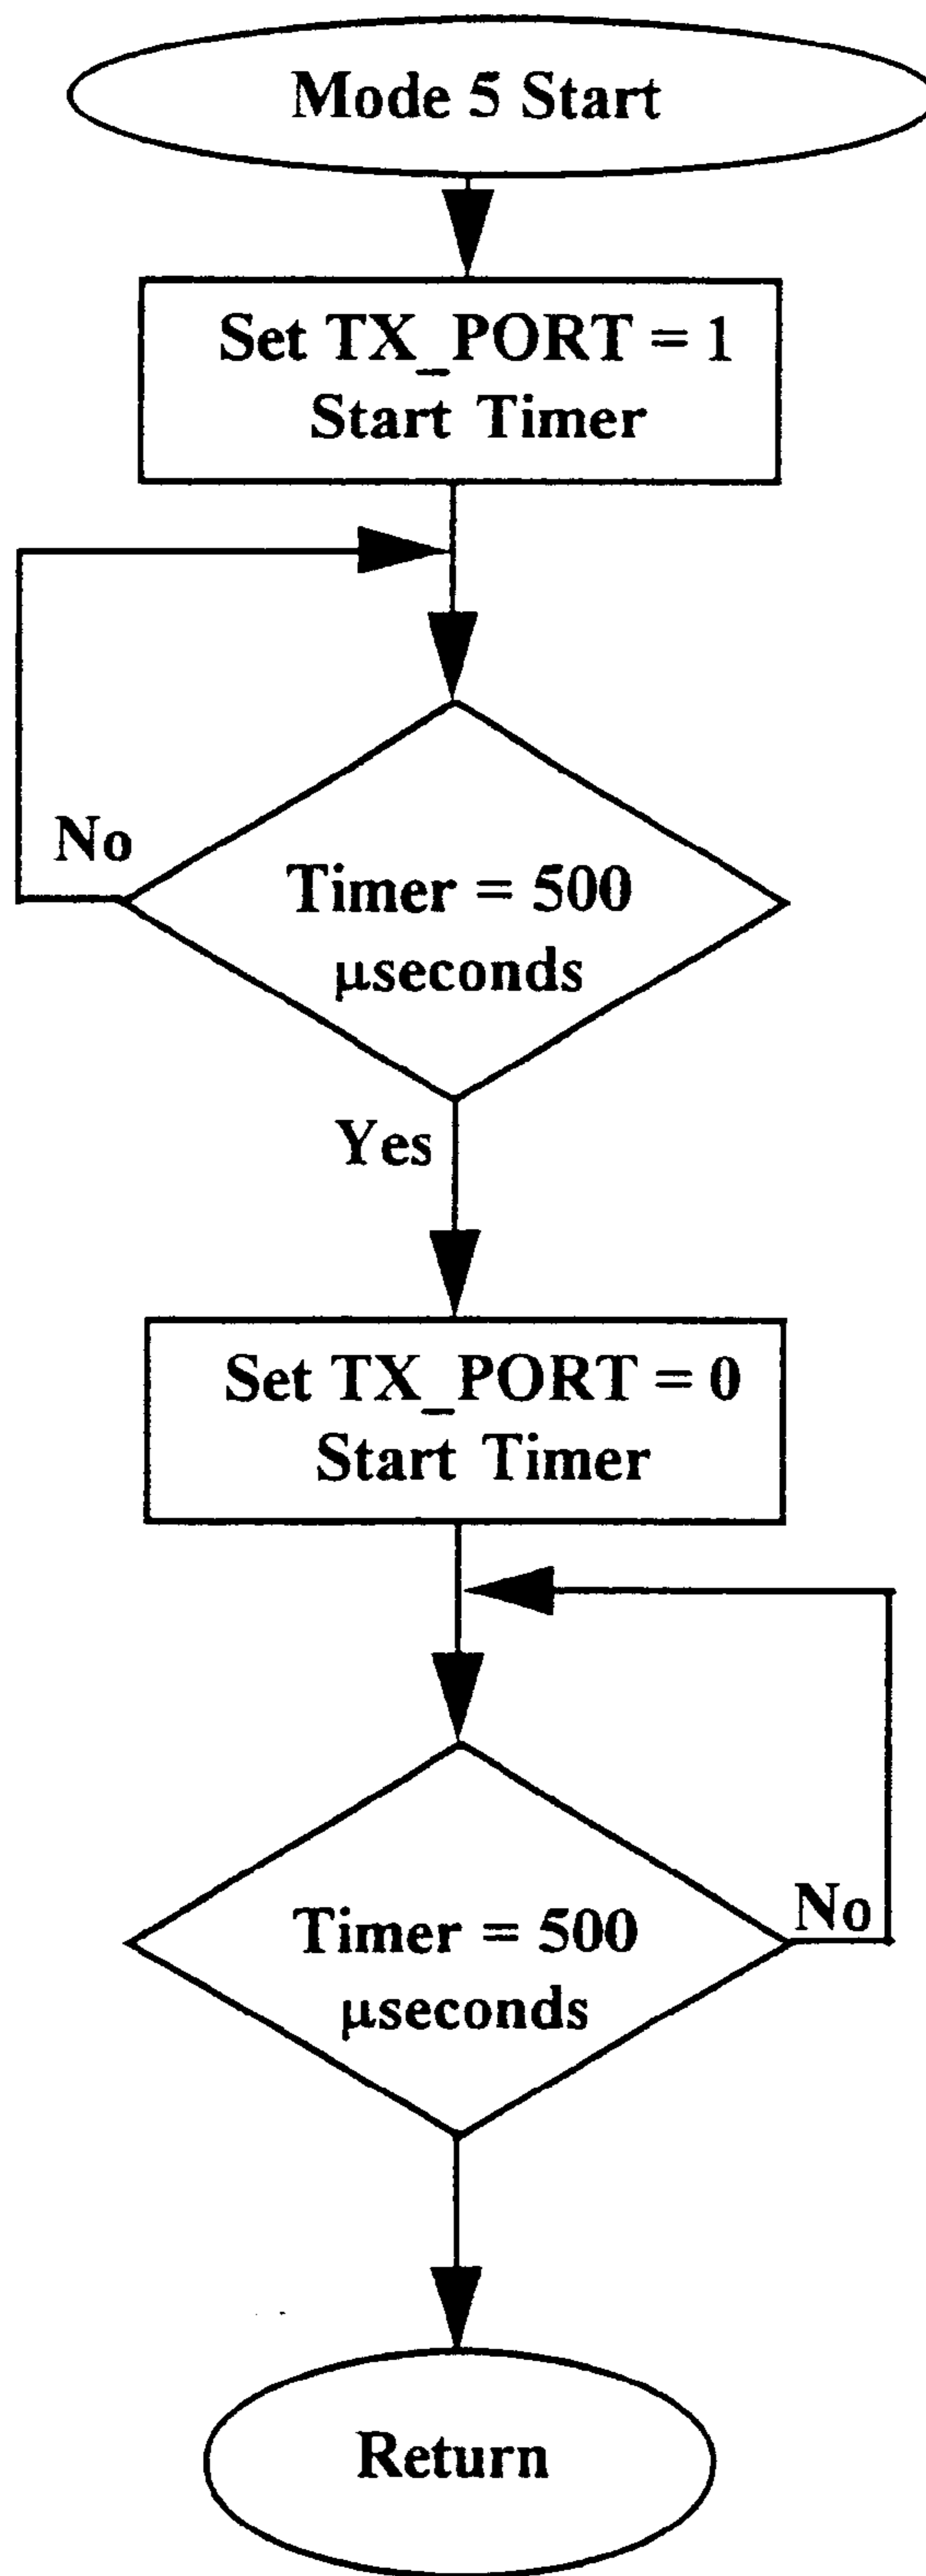 Mode 5 Start
Set TX_PORT = 1
Start Timer
No
Timer = 500
μseconds
Yes
Set TX_PORT = 0
Start Timer
No
Timer = 500
μseconds
Return